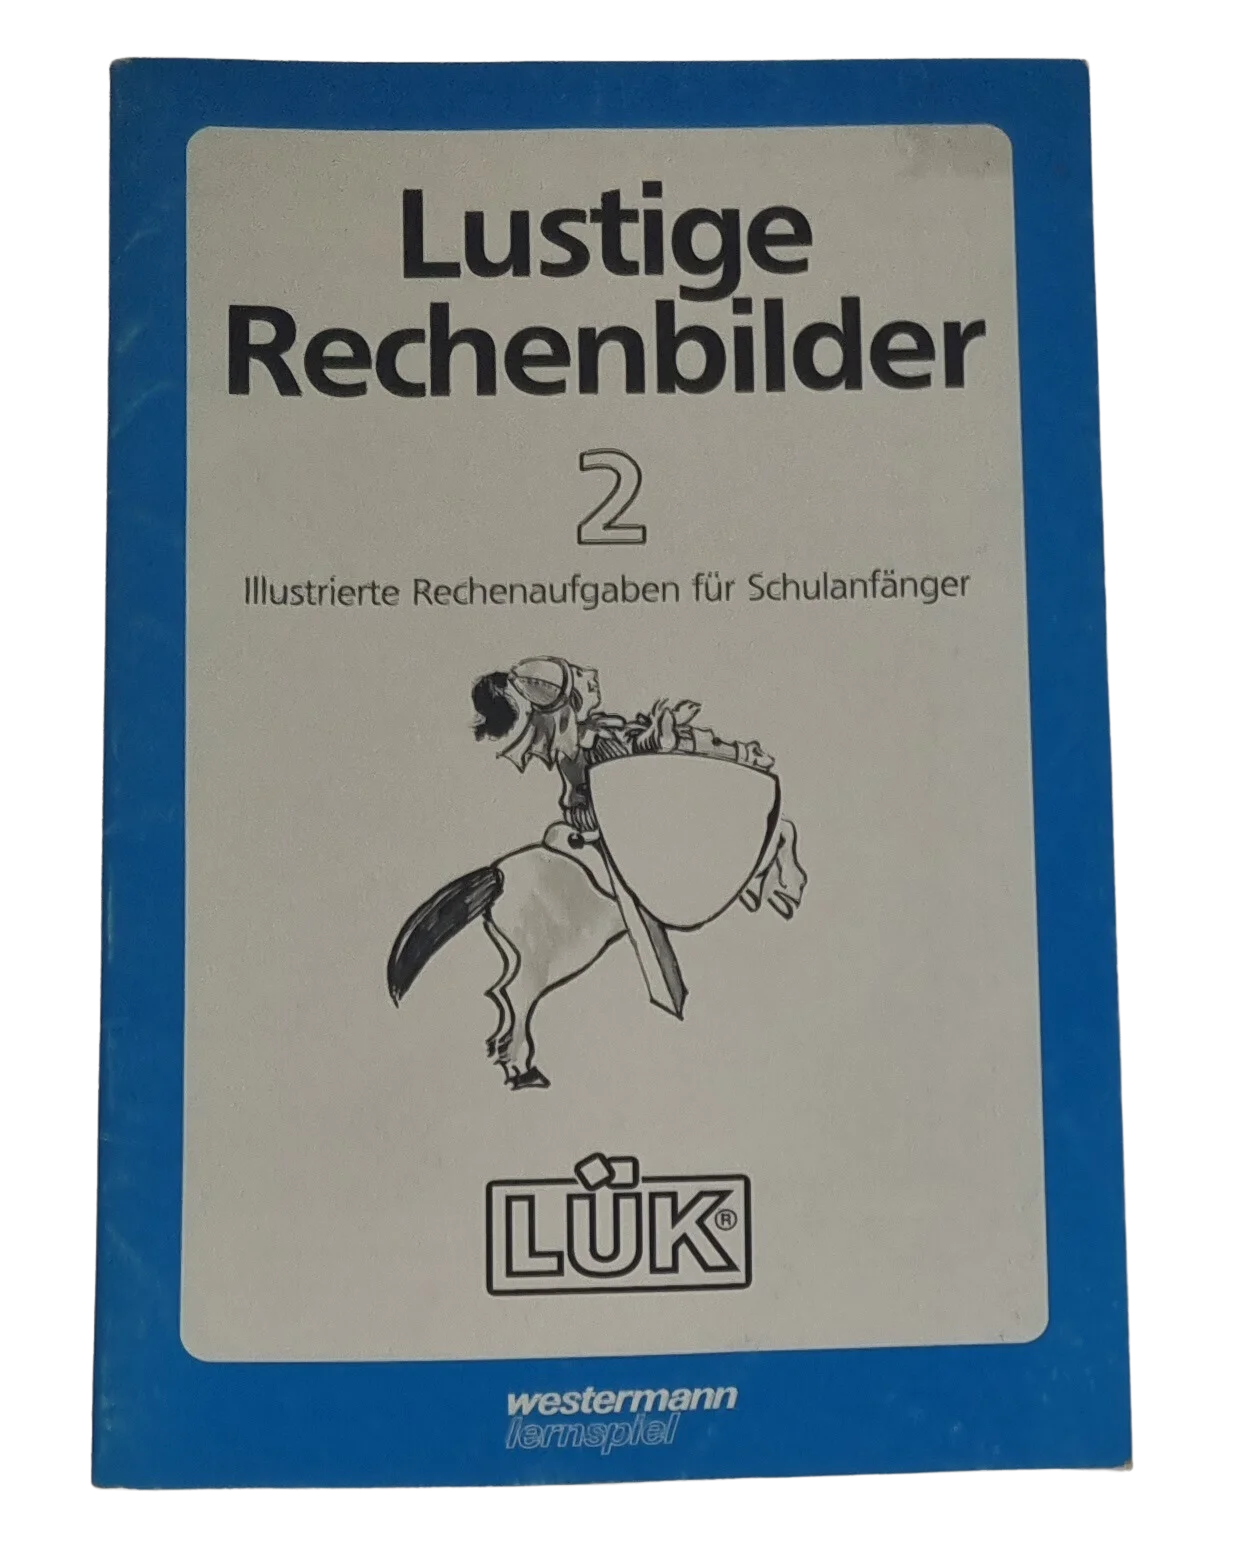 Lustige
Rechenbilder
2
Illustrierte Rechenaufgaben für Schulanfänger
LÜK®
westermann
lernspiel